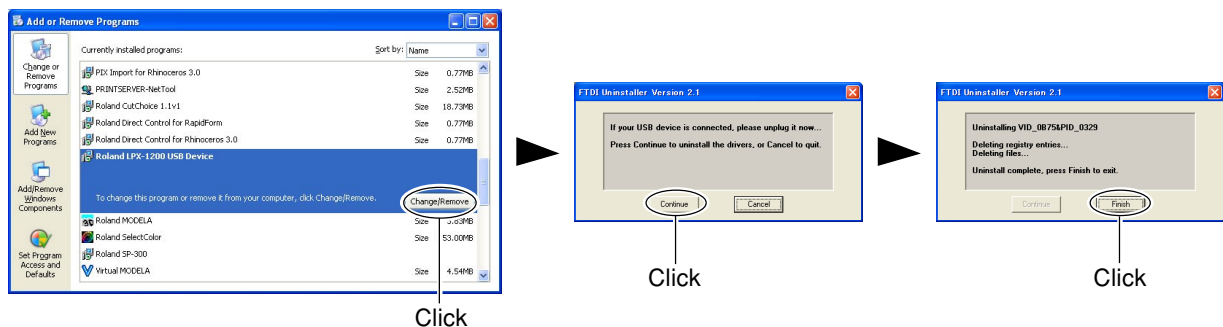 Add or Remove Programs
Change or
Remove
Programs
Add New
Programs
Add/Remove
Windows
Components
Set Program
Access and
Defaults
Currently installed programs:
Sort by: Name
PIX Import for Rhinoceros 3.0 Size 0.77MB
PRINTSERVER-NetTool Size 2.52MB
Roland CutChoice 1.1v1 Size 18.73MB
Roland Direct Control for RapidForm Size 0.77MB
Roland Direct Control for Rhinoceros 3.0 Size 0.77MB
Roland LPX-1200 USB Device
To change this program or remove it from your computer, click Change/Remove.
Change/Remove
Roland MODELA Size 3.83MB
Roland SelectColor Size 53.00MB
Roland SP-300
Virtual MODELA Size 4.54MB
Click
FTDI Uninstaller Version 2.1
If your USB device is connected, please unplug it now...
Press Continue to uninstall the drivers, or Cancel to quit.
Continue Cancel
Click
FTDI Uninstaller Version 2.1
Uninstalling VID_0B75&PID_0329
Deleting registry entries...
Deleting files...
Uninstall complete, press Finish to exit.
Continue Finish
Click